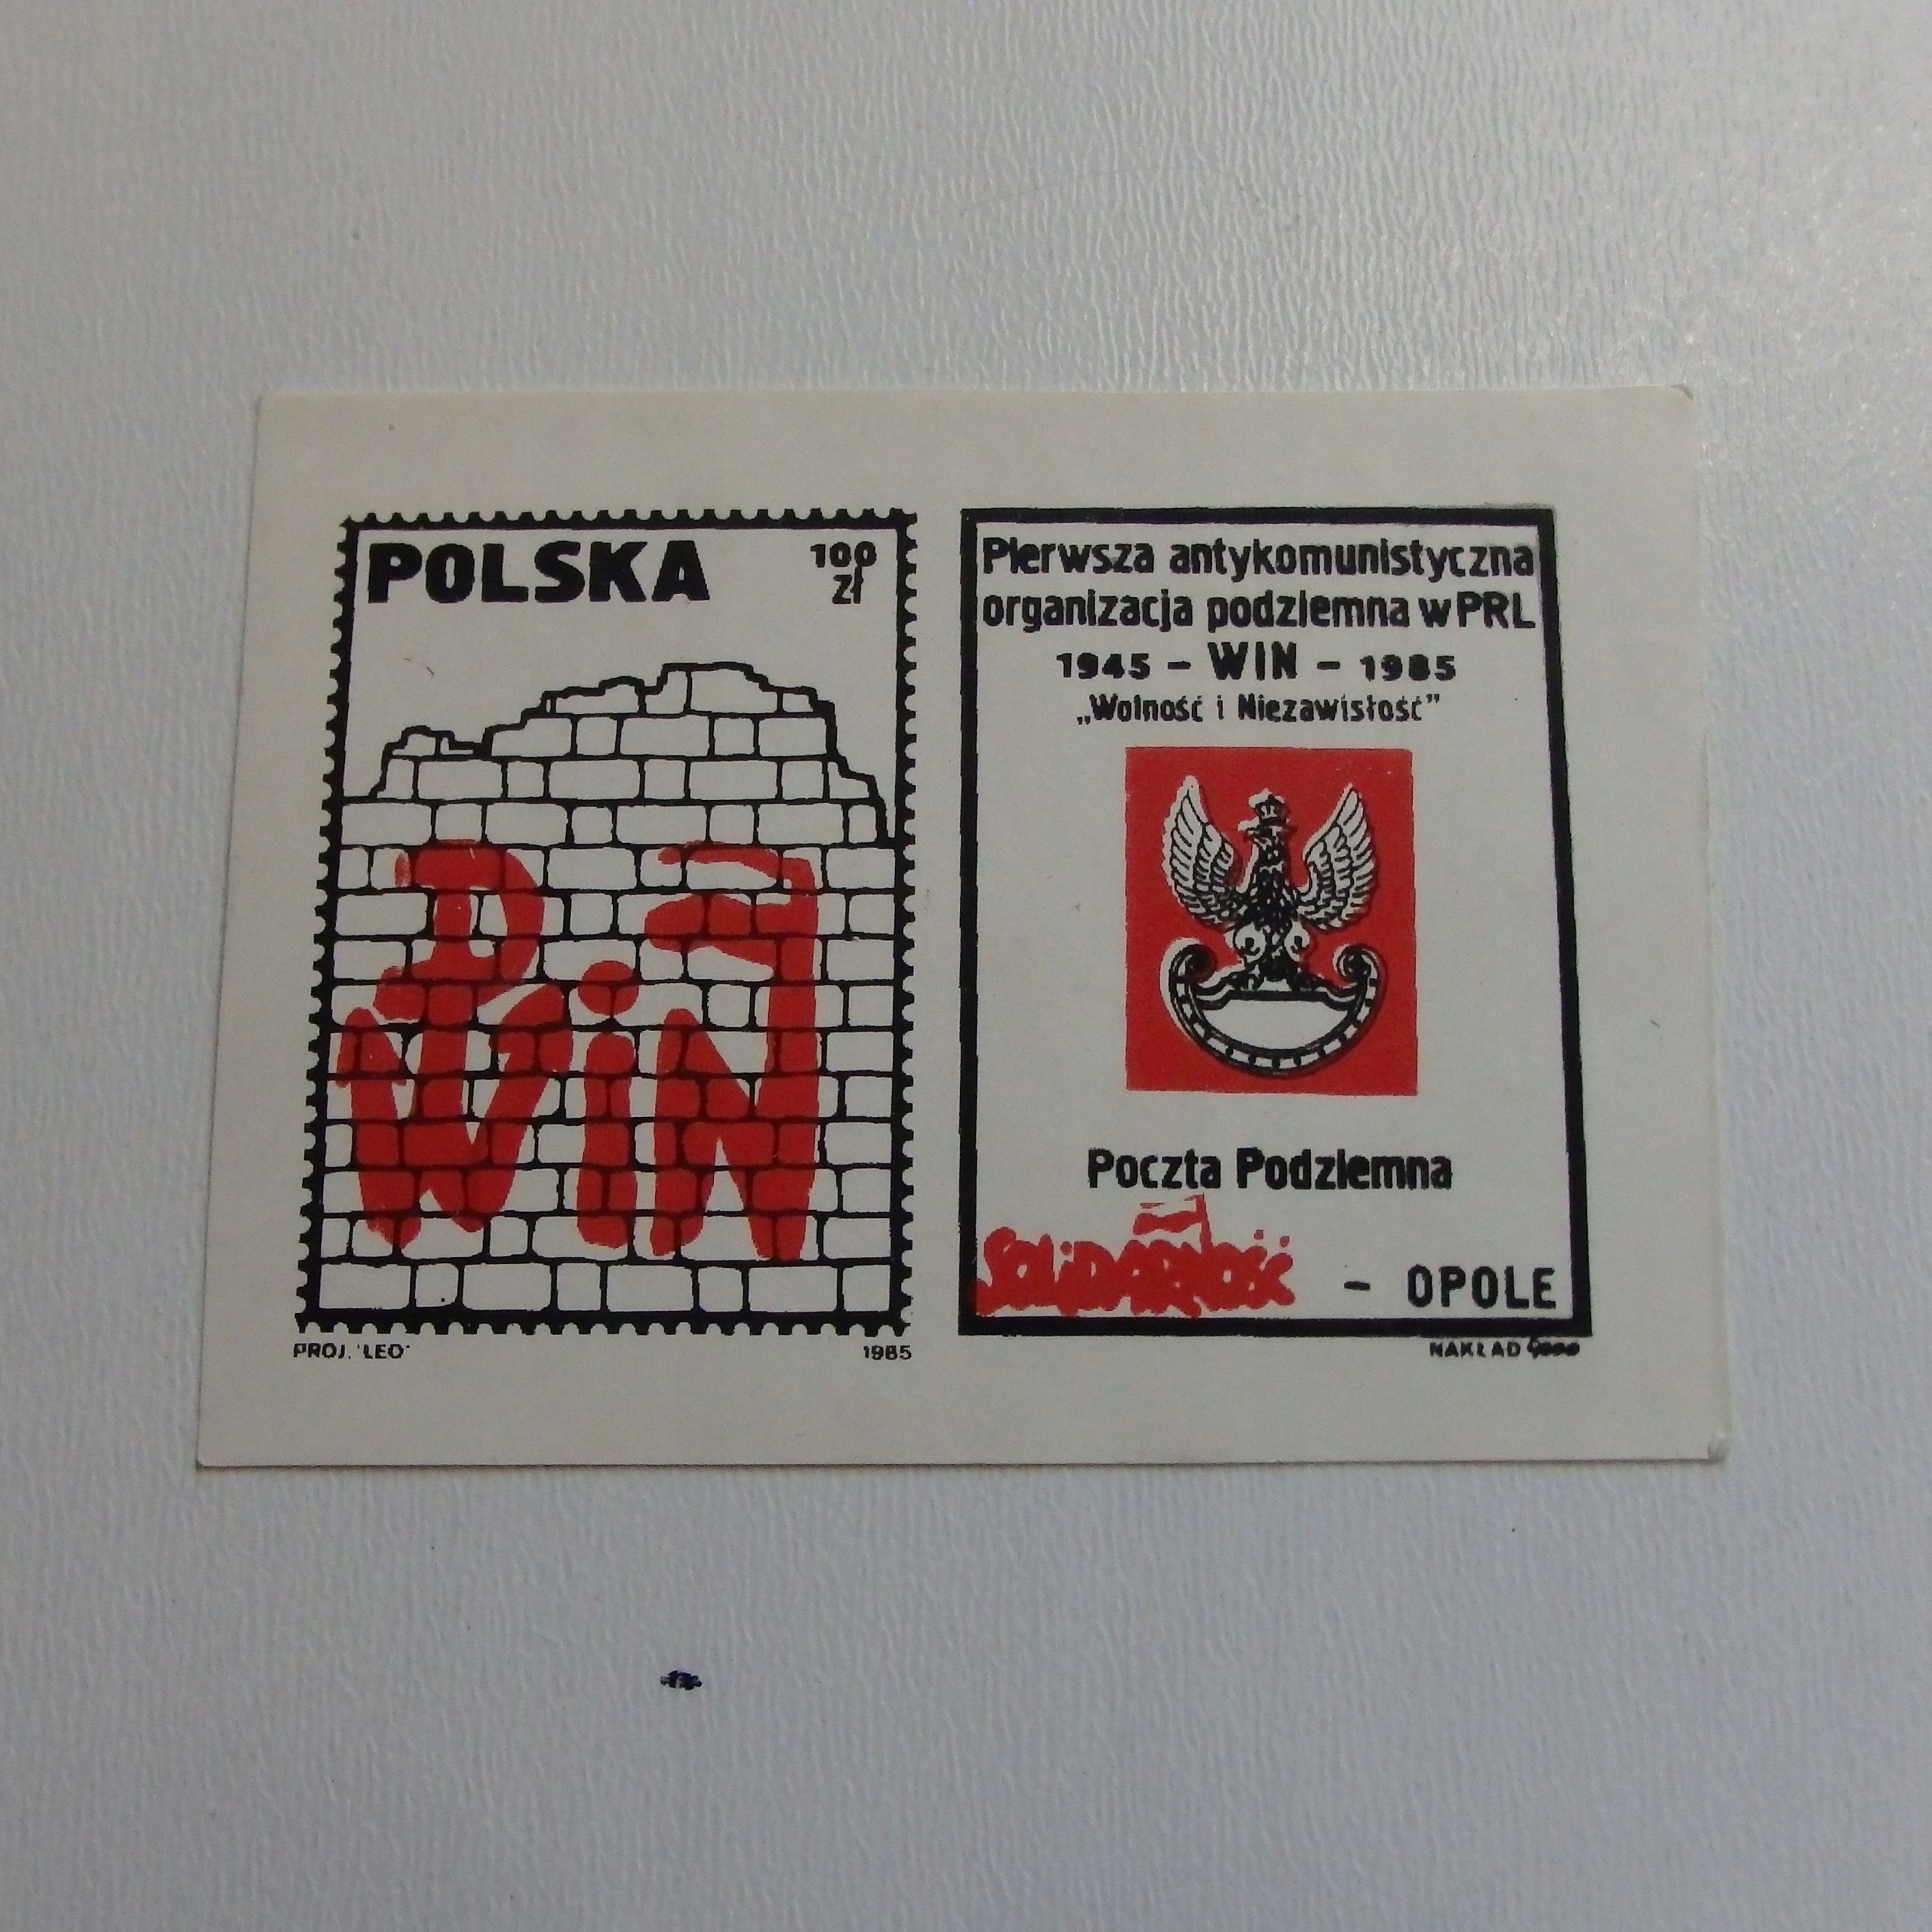 POLSKA
100
zł
WiN
PROJ. "LEO"
1985
Pierwsza antykomunistyczna
organizacja podziemna w PRL
1945 – WIN – 1985
„Wolność i Niezawisłość”
Poczta Podziemna
SOLiDARNOŚĆ – OPOLE
NAKŁAD